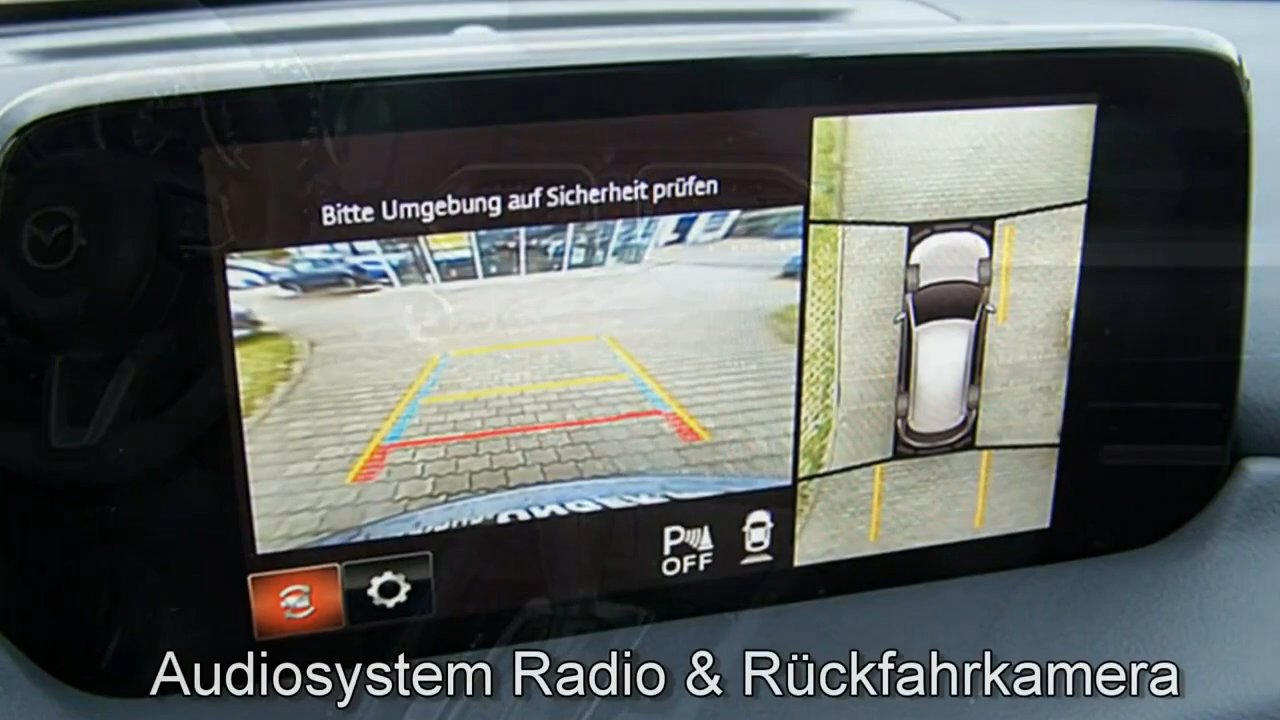 Bitte Umgebung auf Sicherheit prüfen
P
OFF
Audiosystem Radio & Rückfahrkamera